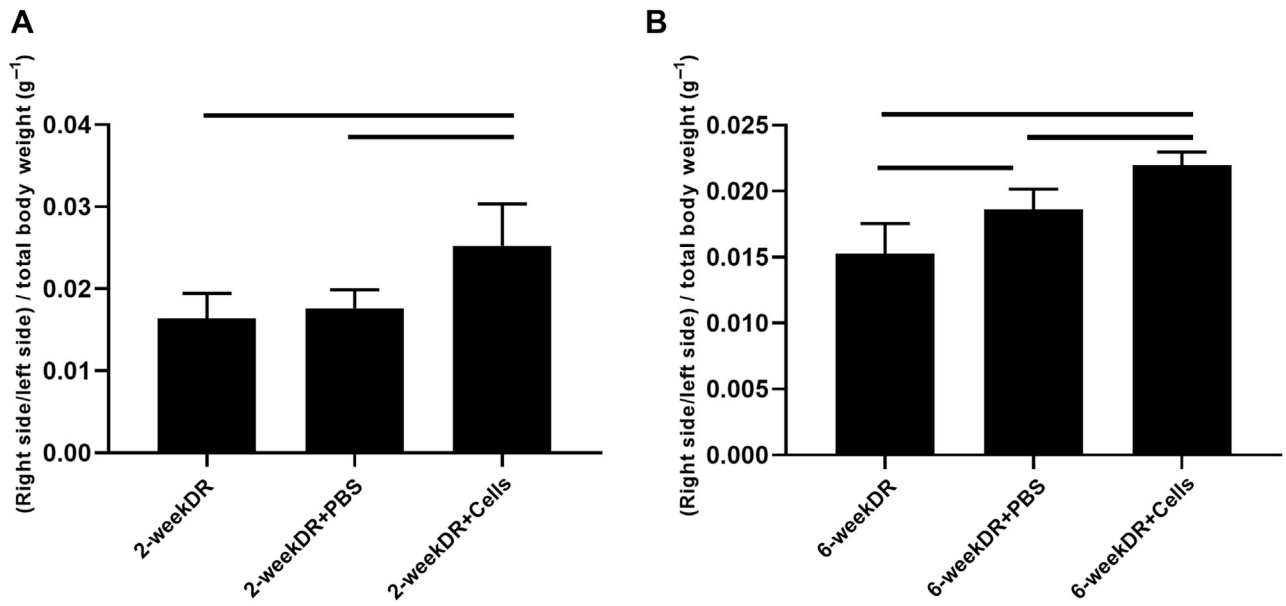 A
(Right side/left side) / total body weight (g⁻¹)
0.04
0.03
0.02
0.01
0.00
2-weekDR
2-weekDR+PBS
2-weekDR+Cells
B
(Right side/left side) / total body weight (g⁻¹)
0.025
0.020
0.015
0.010
0.005
0.000
6-weekDR
6-weekDR+PBS
6-weekDR+Cells